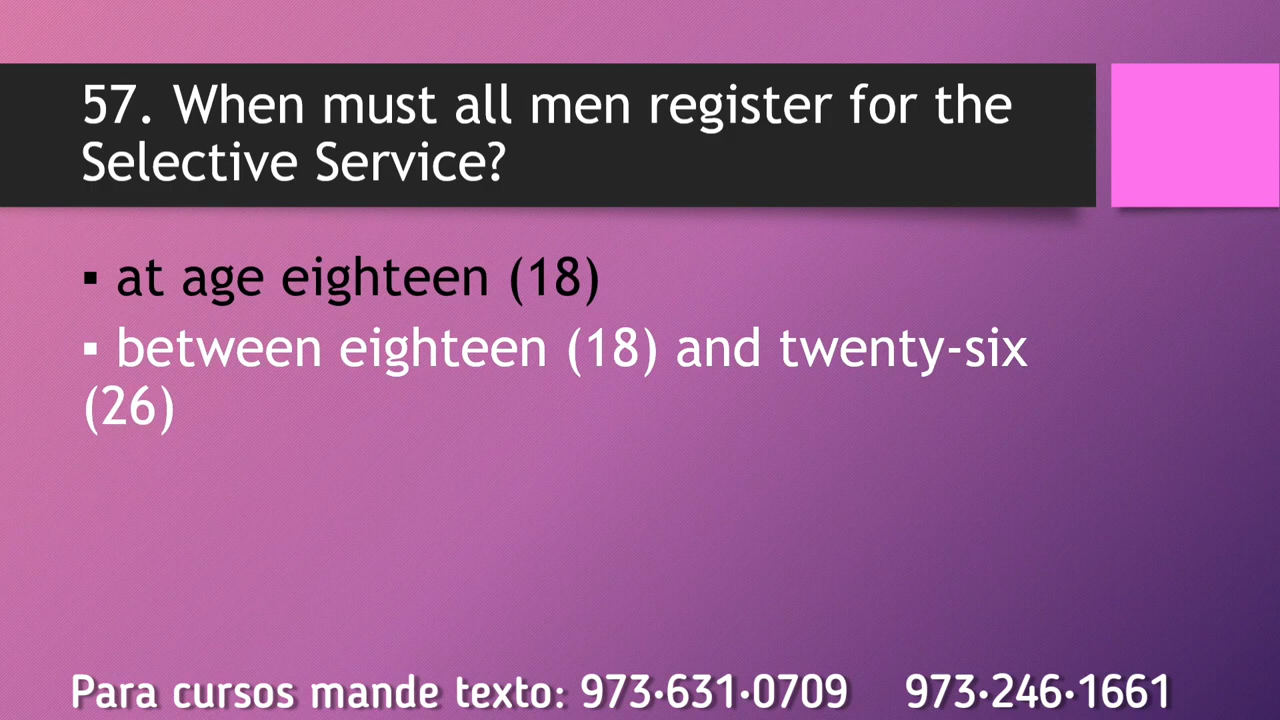 57. When must all men register for the
Selective Service?
▪ at age eighteen (18)
▪ between eighteen (18) and twenty-six
(26)
Para cursos mande texto: 973·631·0709 973·246·1661